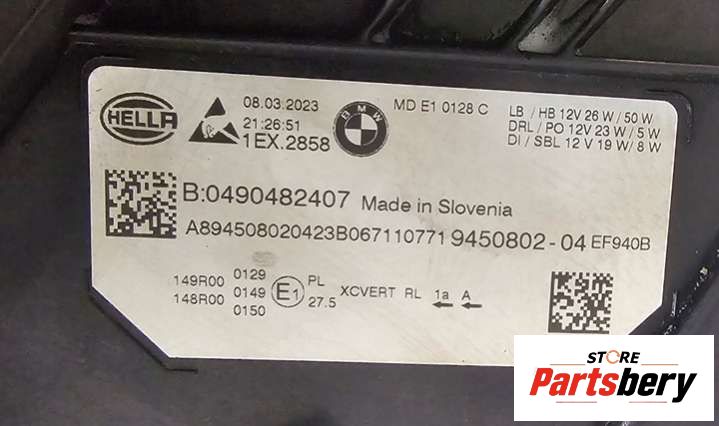 HELLA
08.03.2023
21:26:51
1EX.2858
BMW
MD E1 0128 C
LB / HB 12V 26 W / 50 W
DRL / PO 12V 23 W / 5 W
DI / SBL 12 V 19 W / 8 W
B:0490482407 Made in Slovenia
A894508020423B0671107719450802-04 EF940B
149R00 0129
148R00 0149
0150
E1
PL
27.5
XCVERT RL 1a A
STORE
Partsbery